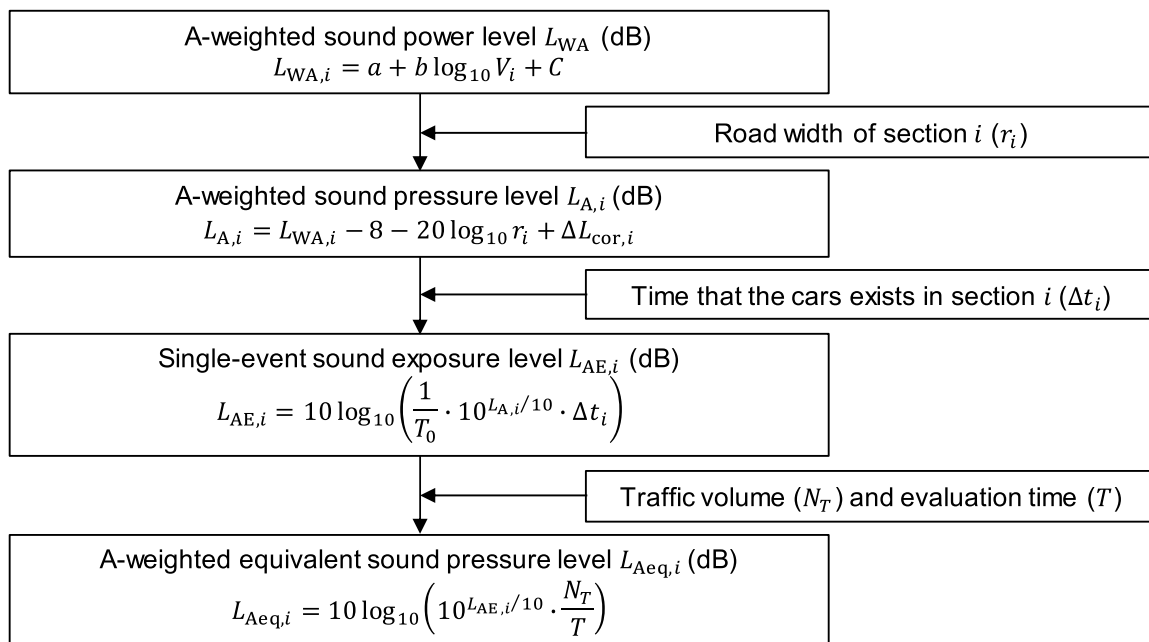 A-weighted sound power level L_WA (dB)
L_WA,i = a + b log₁₀ V_i + C
Road width of section i (r_i)
A-weighted sound pressure level L_A,i (dB)
L_A,i = L_WA,i − 8 − 20 log₁₀ r_i + ΔL_cor,i
Time that the cars exists in section i (Δt_i)
Single-event sound exposure level L_AE,i (dB)
L_AE,i = 10 log₁₀(1/T₀ · 10^(L_A,i/10) · Δt_i)
Traffic volume (N_T) and evaluation time (T)
A-weighted equivalent sound pressure level L_Aeq,i (dB)
L_Aeq,i = 10 log₁₀(10^(L_AE,i/10) · N_T/T)